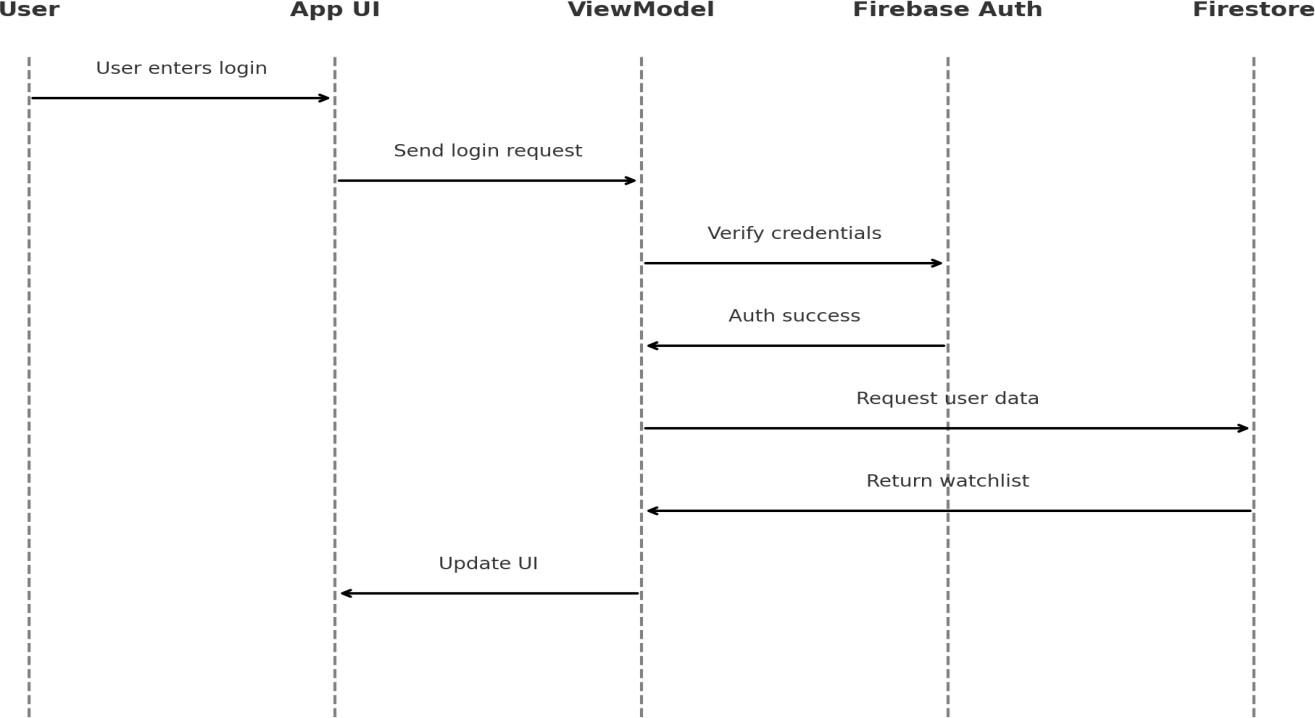 User App UI ViewModel Firebase Auth Firestore
User enters login
Send login request
Verify credentials
Auth success
Request user data
Return watchlist
Update UI